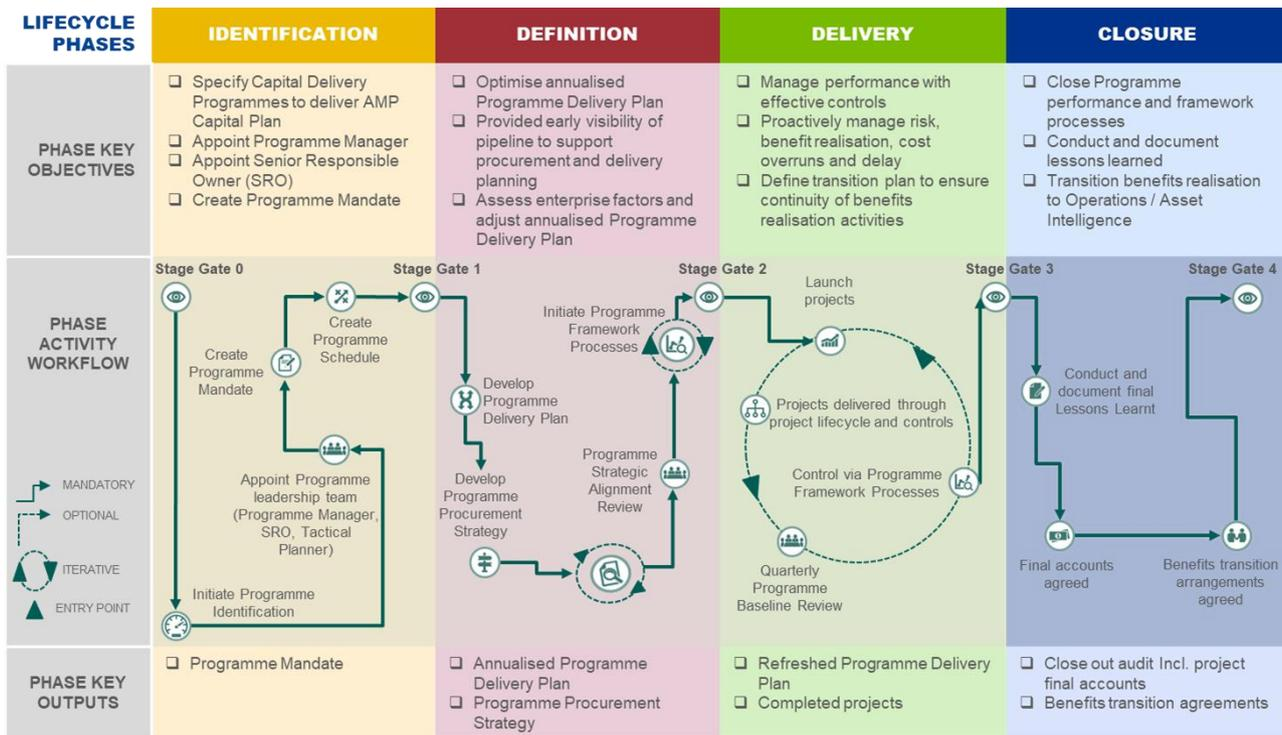 LIFECYCLE
PHASES
IDENTIFICATION
DEFINITION
DELIVERY
CLOSURE
PHASE KEY
OBJECTIVES
❑ Specify Capital Delivery
Programmes to deliver AMP
Capital Plan
❑ Appoint Programme Manager
❑ Appoint Senior Responsible
Owner (SRO)
❑ Create Programme Mandate
❑ Optimise annualised
Programme Delivery Plan
❑ Provided early visibility of
pipeline to support
procurement and delivery
planning
❑ Assess enterprise factors and
adjust annualised Programme
Delivery Plan
❑ Manage performance with
effective controls
❑ Proactively manage risk,
benefit realisation, cost
overruns and delay
❑ Define transition plan to ensure
continuity of benefits
realisation activities
❑ Close Programme
performance and framework
processes
❑ Conduct and document
lessons learned
❑ Transition benefits realisation
to Operations / Asset
Intelligence
PHASE
ACTIVITY
WORKFLOW
MANDATORY
OPTIONAL
ITERATIVE
ENTRY POINT
Stage Gate 0
Create
Programme
Mandate
Create
Programme
Schedule
Appoint Programme
leadership team
(Programme Manager,
SRO, Tactical
Planner)
Initiate Programme
Identification
Stage Gate 1
Develop
Programme
Delivery Plan
Develop
Programme
Procurement
Strategy
Initiate Programme
Framework
Processes
Programme
Strategic
Alignment
Review
Stage Gate 2
Launch
projects
Projects delivered through
project lifecycle and controls
Control via Programme
Framework Processes
Quarterly
Programme
Baseline Review
Stage Gate 3
Conduct and
document final
Lessons Learnt
Final accounts
agreed
Benefits transition
arrangements
agreed
Stage Gate 4
PHASE KEY
OUTPUTS
❑ Programme Mandate
❑ Annualised Programme
Delivery Plan
❑ Programme Procurement
Strategy
❑ Refreshed Programme Delivery
Plan
❑ Completed projects
❑ Close out audit Incl. project
final accounts
❑ Benefits transition agreements